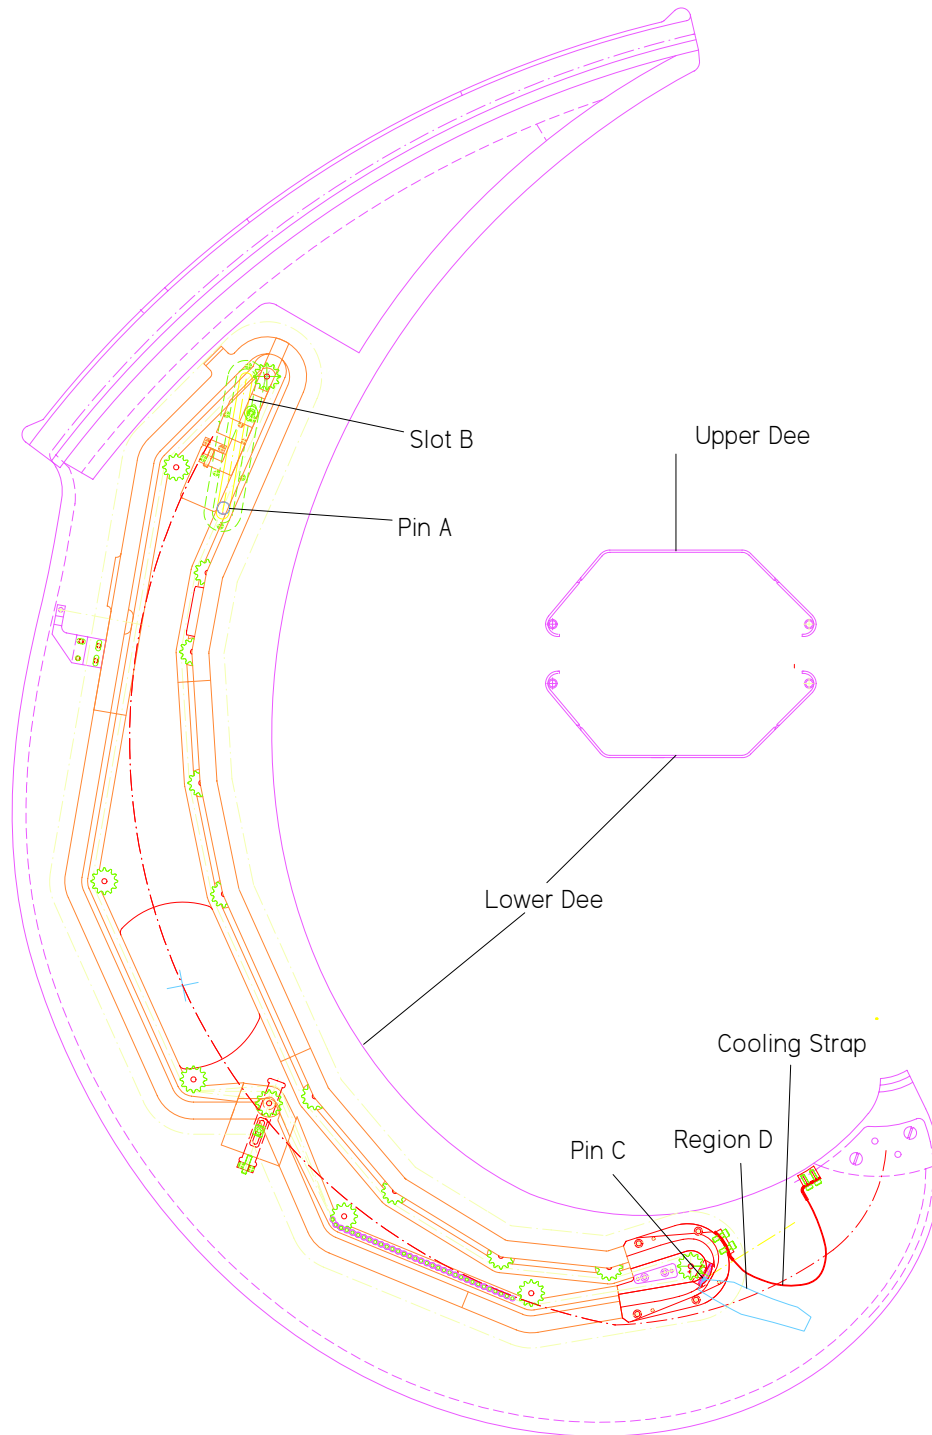 Slot B
Upper Dee
Pin A
Lower Dee
Cooling Strap
Region D
Pin C